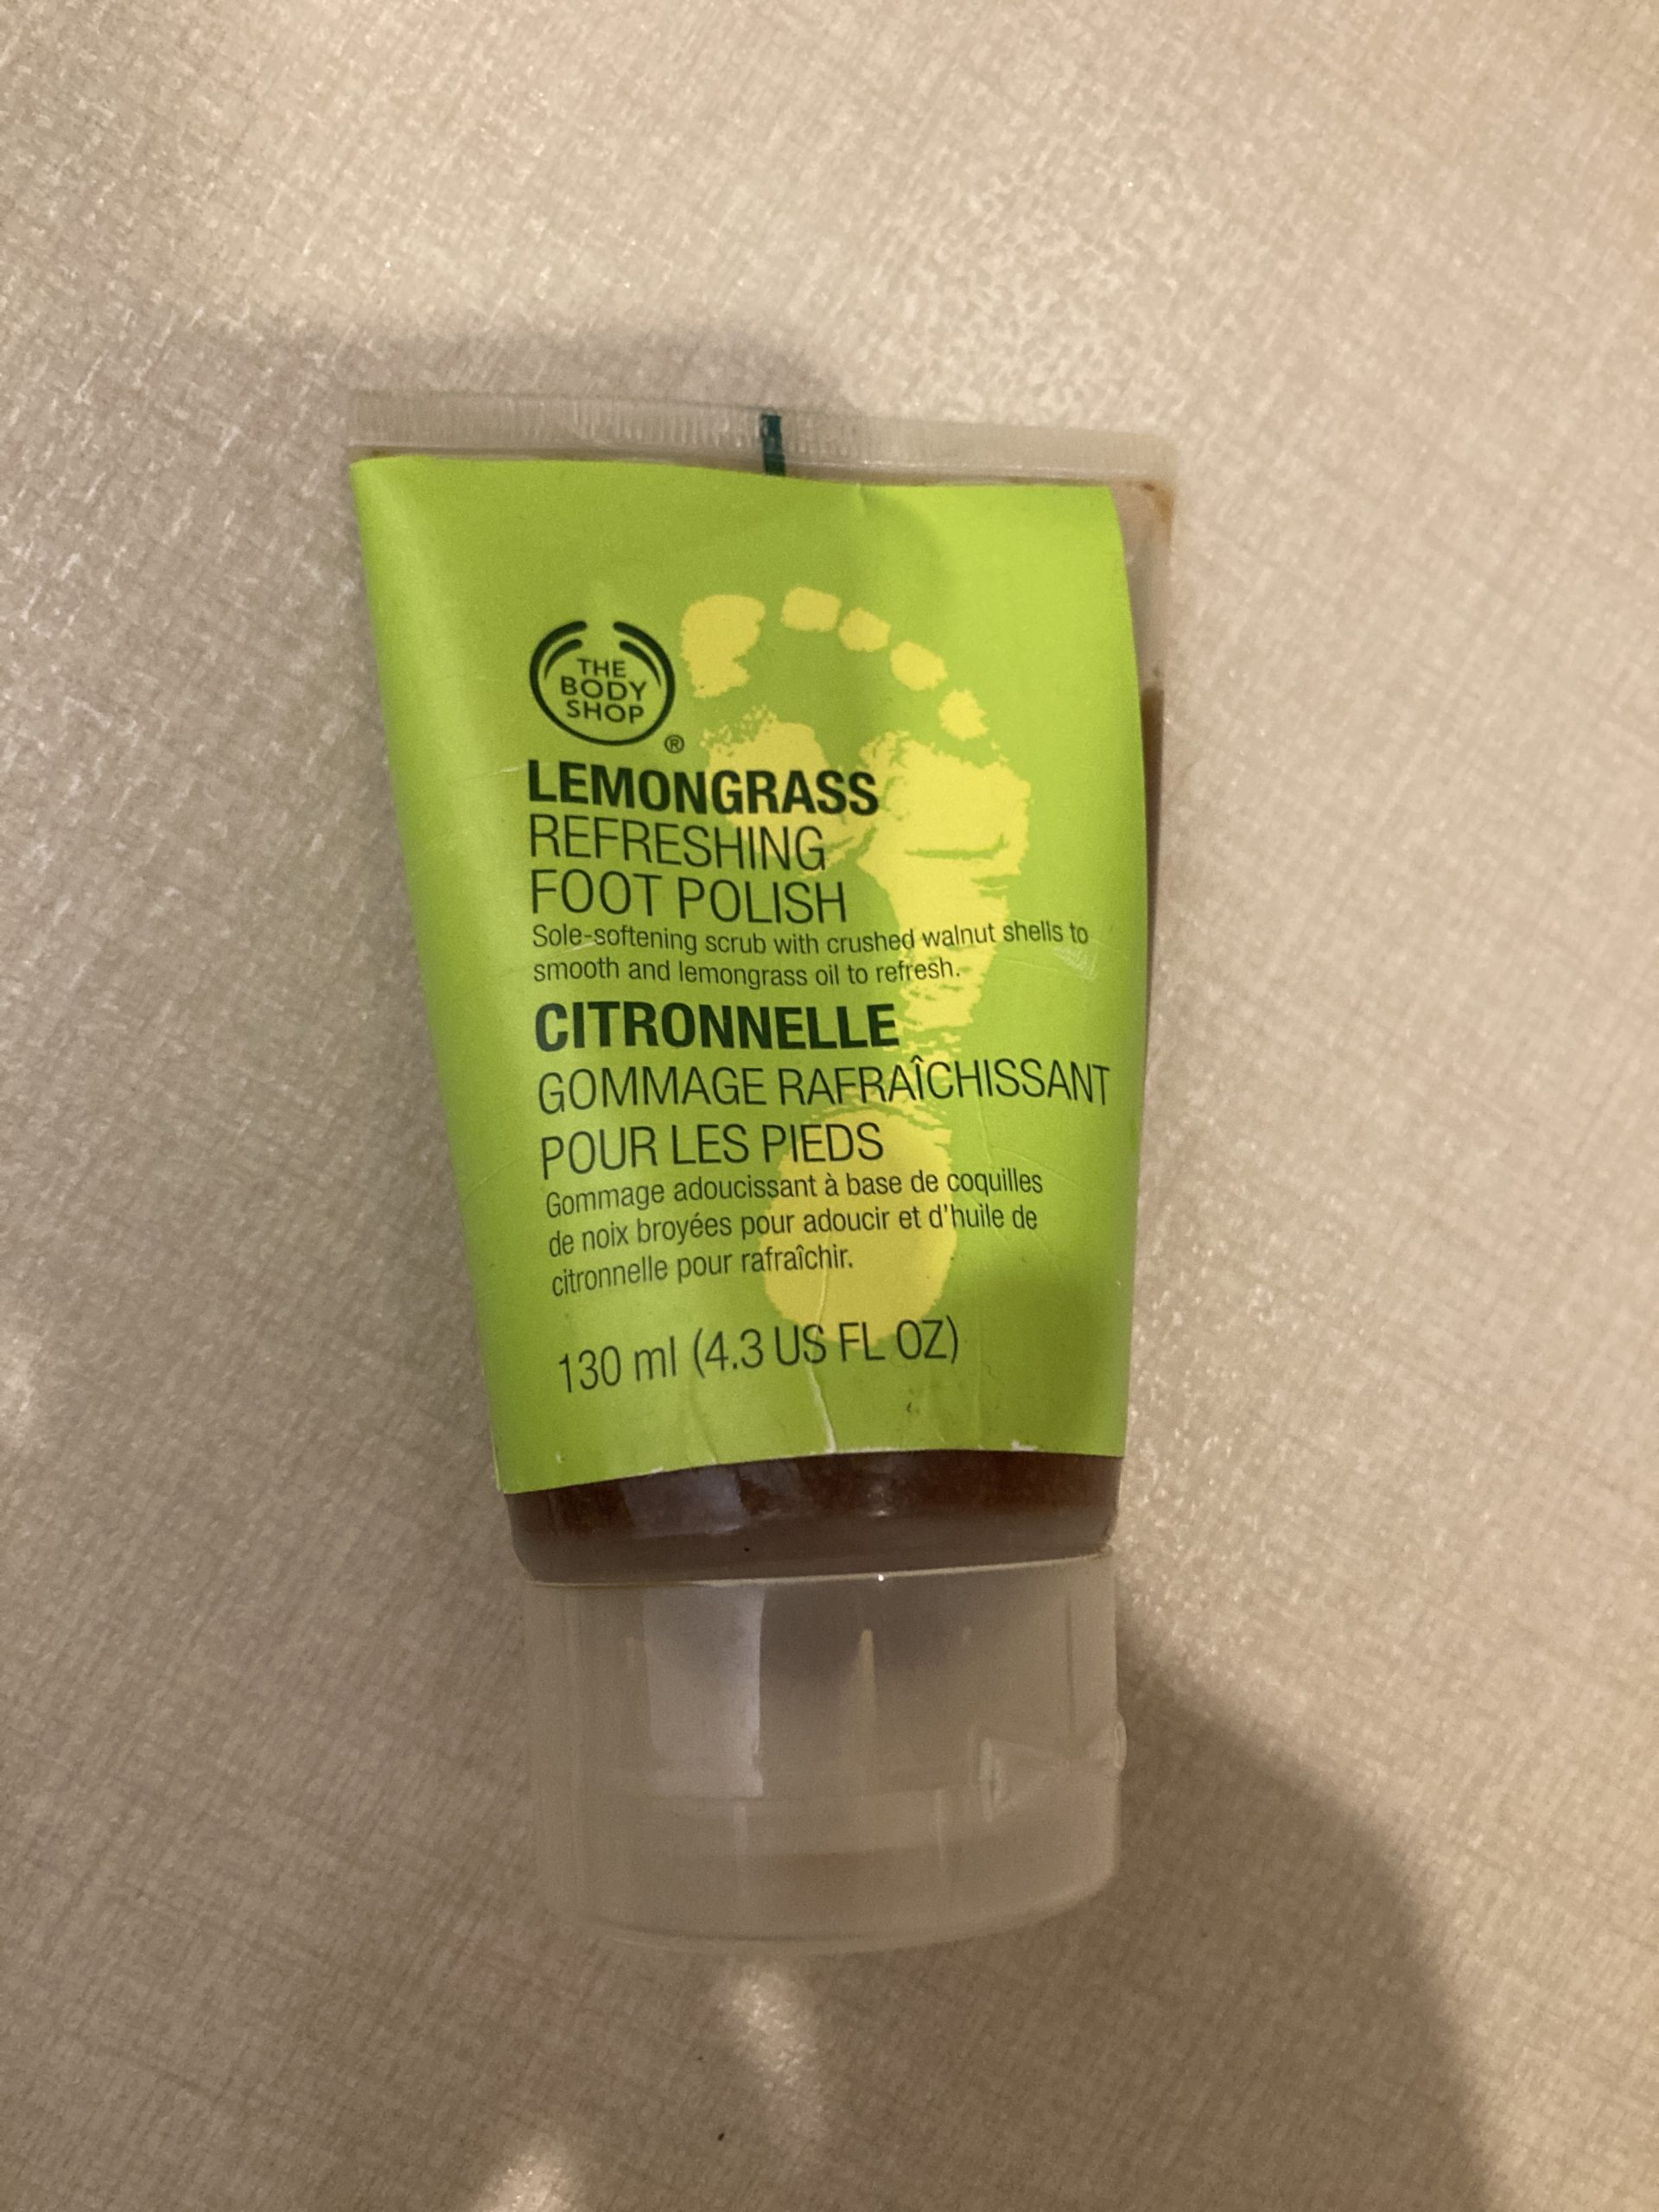 THE
BODY
SHOP
®
LEMONGRASS
REFRESHING
FOOT POLISH
Sole-softening scrub with crushed walnut shells to
smooth and lemongrass oil to refresh.
CITRONNELLE
GOMMAGE RAFRAÎCHISSANT
POUR LES PIEDS
Gommage adoucissant à base de coquilles
de noix broyées pour adoucir et d'huile de
citronnelle pour rafraîchir.
130 ml (4.3 US FL OZ)